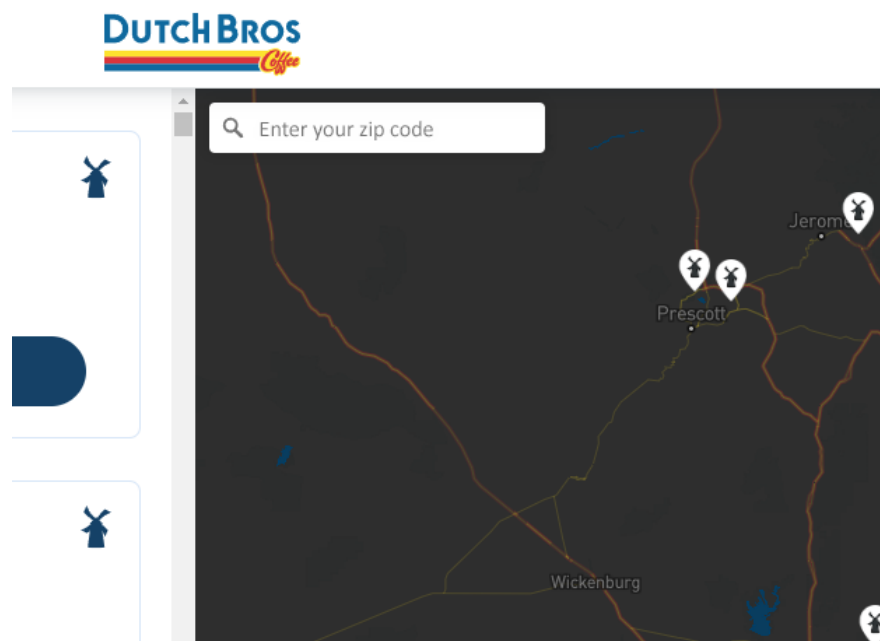 DUTCH BROS
Coffee
Enter your zip code
Jerome
Prescott
Wickenburg